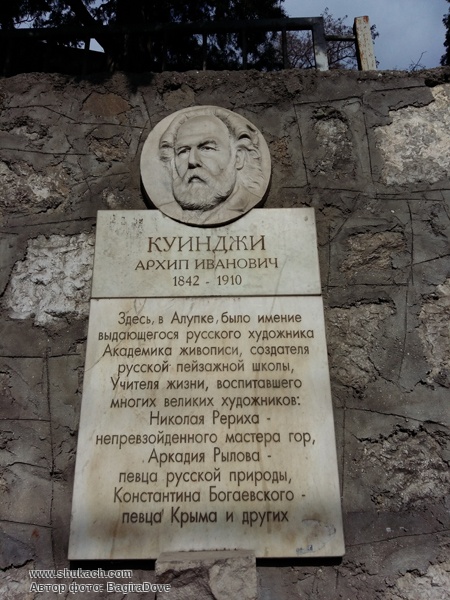 КУИНДЖИ
АРХИП ИВАНОВИЧ
1842 - 1910
Здесь, в Алупке, было имение
выдающегося русского художника
Академика живописи, создателя
русской пейзажной школы,
Учителя жизни, воспитавшего
многих великих художников:
Николая Рериха -
непревзойденного мастера гор,
Аркадия Рылова -
певца русской природы,
Константина Богаевского -
певца Крыма и других
www.shukach.com
Автор фото: BagiraDove